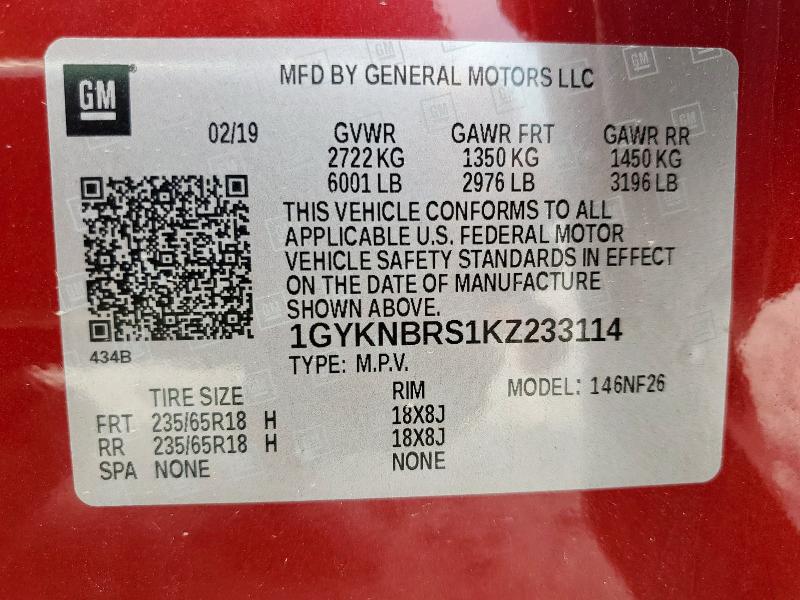 GM
MFD BY GENERAL MOTORS LLC
02/19 GVWR GAWR FRT GAWR RR
2722 KG 1350 KG 1450 KG
6001 LB 2976 LB 3196 LB
THIS VEHICLE CONFORMS TO ALL
APPLICABLE U.S. FEDERAL MOTOR
VEHICLE SAFETY STANDARDS IN EFFECT
ON THE DATE OF MANUFACTURE
SHOWN ABOVE.
1GYKNBRS1KZ233114
434B
TYPE: M.P.V.
TIRE SIZE RIM MODEL: 146NF26
FRT 235/65R18 H 18X8J
RR 235/65R18 H 18X8J
SPA NONE NONE